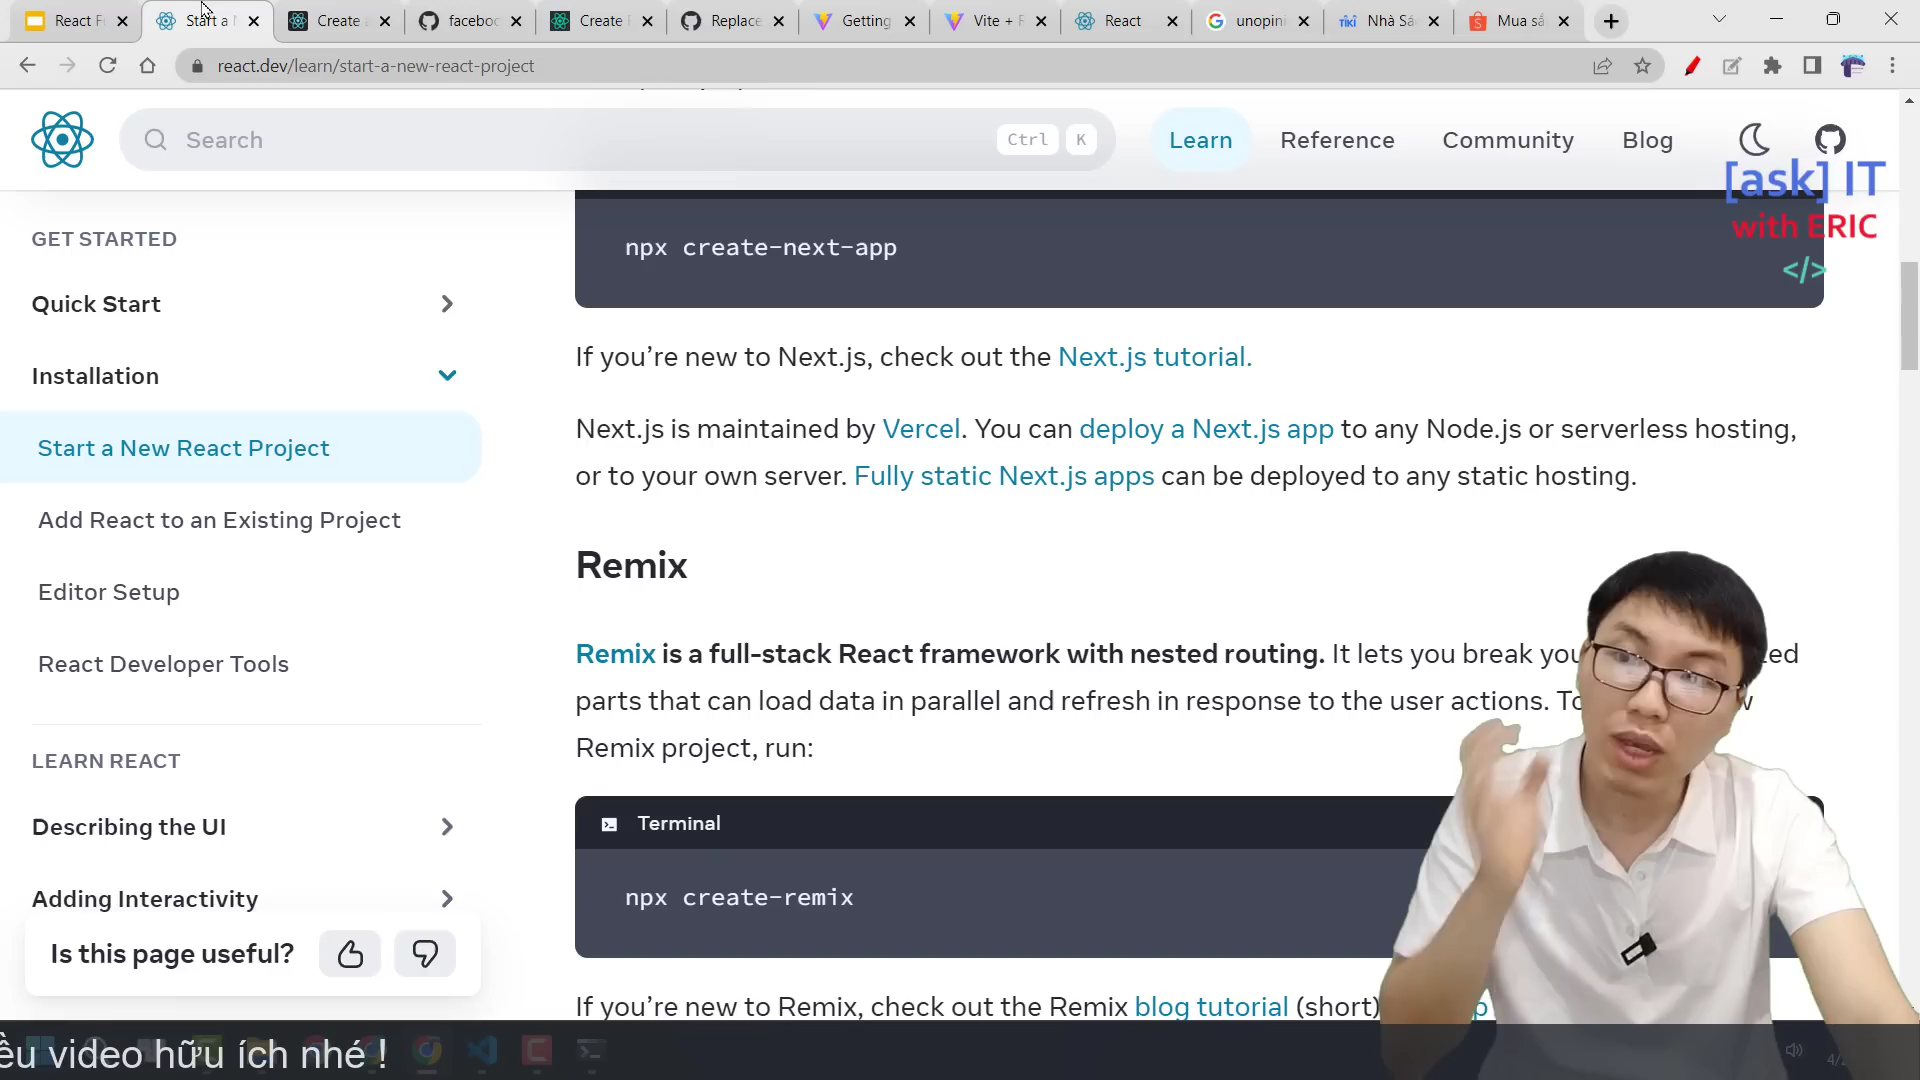 React F
Start a N
Create a
faceboo
Create R
Replace
Getting
Vite + R
React
unopini
TIKI Nhà Sá
Mua sắ
react.dev/learn/start-a-new-react-project
Search
Ctrl K
Learn
Reference
Community
Blog
[ask] IT
with ERIC
</>
GET STARTED
Quick Start
Installation
Start a New React Project
Add React to an Existing Project
Editor Setup
React Developer Tools
LEARN REACT
Describing the UI
Adding Interactivity
Is this page useful?
npx create-next-app
If you’re new to Next.js, check out the Next.js tutorial.
Next.js is maintained by Vercel. You can deploy a Next.js app to any Node.js or serverless hosting,
or to your own server. Fully static Next.js apps can be deployed to any static hosting.
Remix
Remix is a full-stack React framework with nested routing. It lets you break you ed
parts that can load data in parallel and refresh in response to the user actions. To w
Remix project, run:
Terminal
npx create-remix
If you’re new to Remix, check out the Remix blog tutorial (short) p
ều video hữu ích nhé !
4/